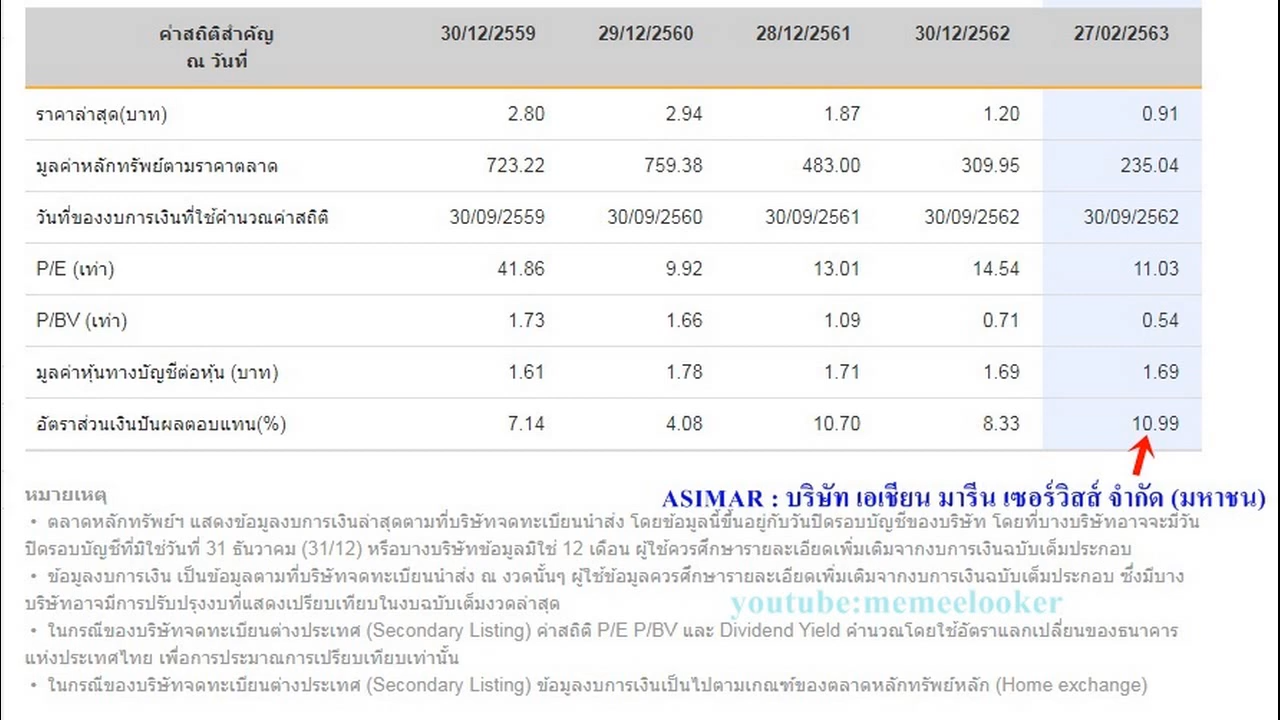 ค่าสถิติสำคัญ
ณ วันที่
30/12/2559 29/12/2560 28/12/2561 30/12/2562 27/02/2563
ราคาล่าสุด(บาท) 2.80 2.94 1.87 1.20 0.91
มูลค่าหลักทรัพย์ตามราคาตลาด 723.22 759.38 483.00 309.95 235.04
วันที่ของงบการเงินที่ใช้คำนวณค่าสถิติ 30/09/2559 30/09/2560 30/09/2561 30/09/2562 30/09/2562
P/E (เท่า) 41.86 9.92 13.01 14.54 11.03
P/BV (เท่า) 1.73 1.66 1.09 0.71 0.54
มูลค่าหุ้นทางบัญชีต่อหุ้น (บาท) 1.61 1.78 1.71 1.69 1.69
อัตราส่วนเงินปันผลตอบแทน(%) 7.14 4.08 10.70 8.33 10.99
หมายเหตุ
ASIMAR : บริษัท เอเชียน มารีน เซอร์วิสส์ จำกัด (มหาชน)
• ตลาดหลักทรัพย์ฯ แสดงข้อมูลงบการเงินล่าสุดตามที่บริษัทจดทะเบียนนำส่ง โดยข้อมูลนี้ขึ้นอยู่กับวันปิดรอบบัญชีของบริษัท โดยที่บางบริษัทอาจจะมีวัน
ปิดรอบบัญชีที่มิใช่วันที่ 31 ธันวาคม (31/12) หรือบางบริษัทข้อมูลมิใช่ 12 เดือน ผู้ใช้ควรศึกษารายละเอียดเพิ่มเติมจากงบการเงินฉบับเต็มประกอบ
• ข้อมูลงบการเงิน เป็นข้อมูลตามที่บริษัทจดทะเบียนนำส่ง ณ งวดนั้นๆ ผู้ใช้ข้อมูลควรศึกษารายละเอียดเพิ่มเติมจากงบการเงินฉบับเต็มประกอบ ซึ่งมีบาง
บริษัทอาจมีการปรับปรุงงบที่แสดงเปรียบเทียบในงบฉบับเต็มงวดล่าสุด
youtube:memeelooker
• ในกรณีของบริษัทจดทะเบียนต่างประเทศ (Secondary Listing) ค่าสถิติ P/E P/BV และ Dividend Yield คำนวณโดยใช้อัตราแลกเปลี่ยนของธนาคาร
แห่งประเทศไทย เพื่อการประมาณการเปรียบเทียบเท่านั้น
• ในกรณีของบริษัทจดทะเบียนต่างประเทศ (Secondary Listing) ข้อมูลงบการเงินเป็นไปตามเกณฑ์ของตลาดหลักทรัพย์หลัก (Home exchange)